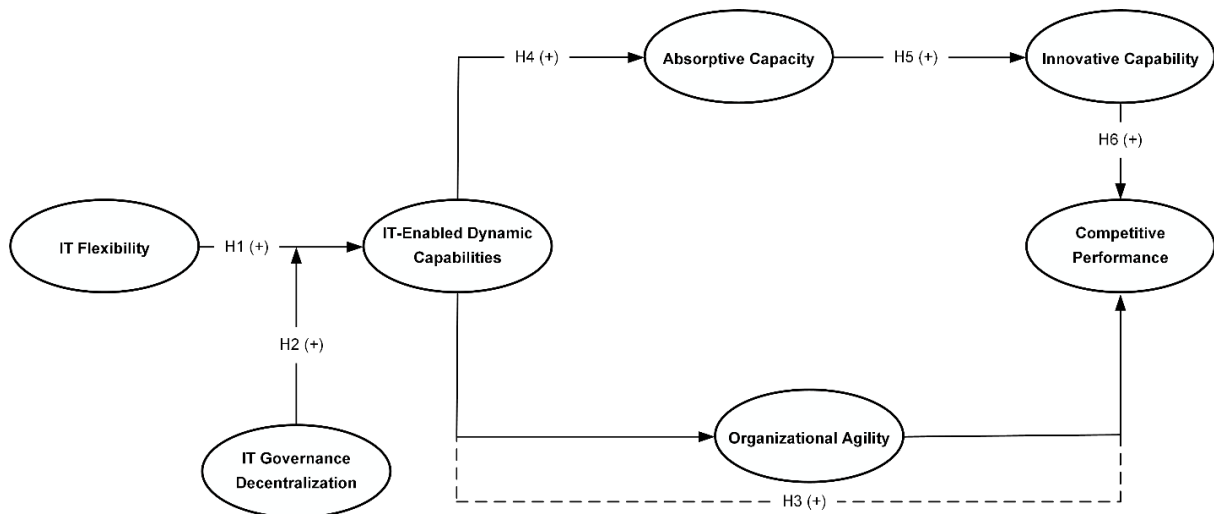 H4 (+)
Absorptive Capacity
H5 (+)
Innovative Capability
H6 (+)
IT Flexibility
H1 (+)
IT-Enabled Dynamic
Capabilities
Competitive
Performance
H2 (+)
IT Governance
Decentralization
Organizational Agility
H3 (+)